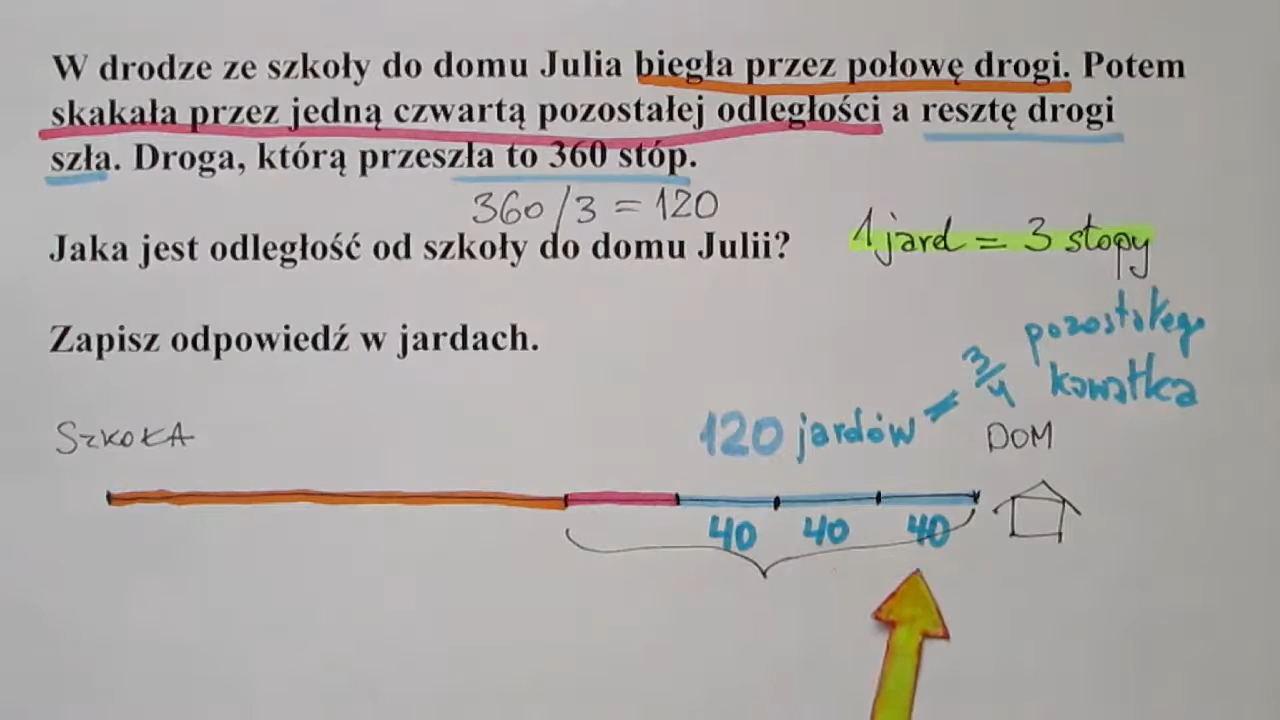 W drodze ze szkoły do domu Julia biegła przez połowę drogi. Potem
skakała przez jedną czwartą pozostałej odległości a resztę drogi
szła. Droga, którą przeszła to 360 stóp.
360/3 = 120
Jaka jest odległość od szkoły do domu Julii?
1 jard = 3 stopy
Zapisz odpowiedź w jardach.
pozostałego
kawałka
120 jardów = 3/4
SZKOŁA
DOM
40 40 40